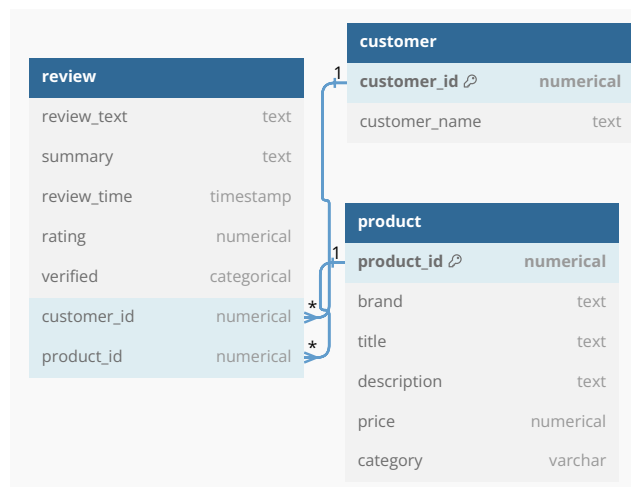 review
review_text text
summary text
review_time timestamp
rating numerical
verified categorical
customer_id numerical
product_id numerical
*
*
1
1
customer
customer_id numerical
customer_name text
product
product_id numerical
brand text
title text
description text
price numerical
category varchar